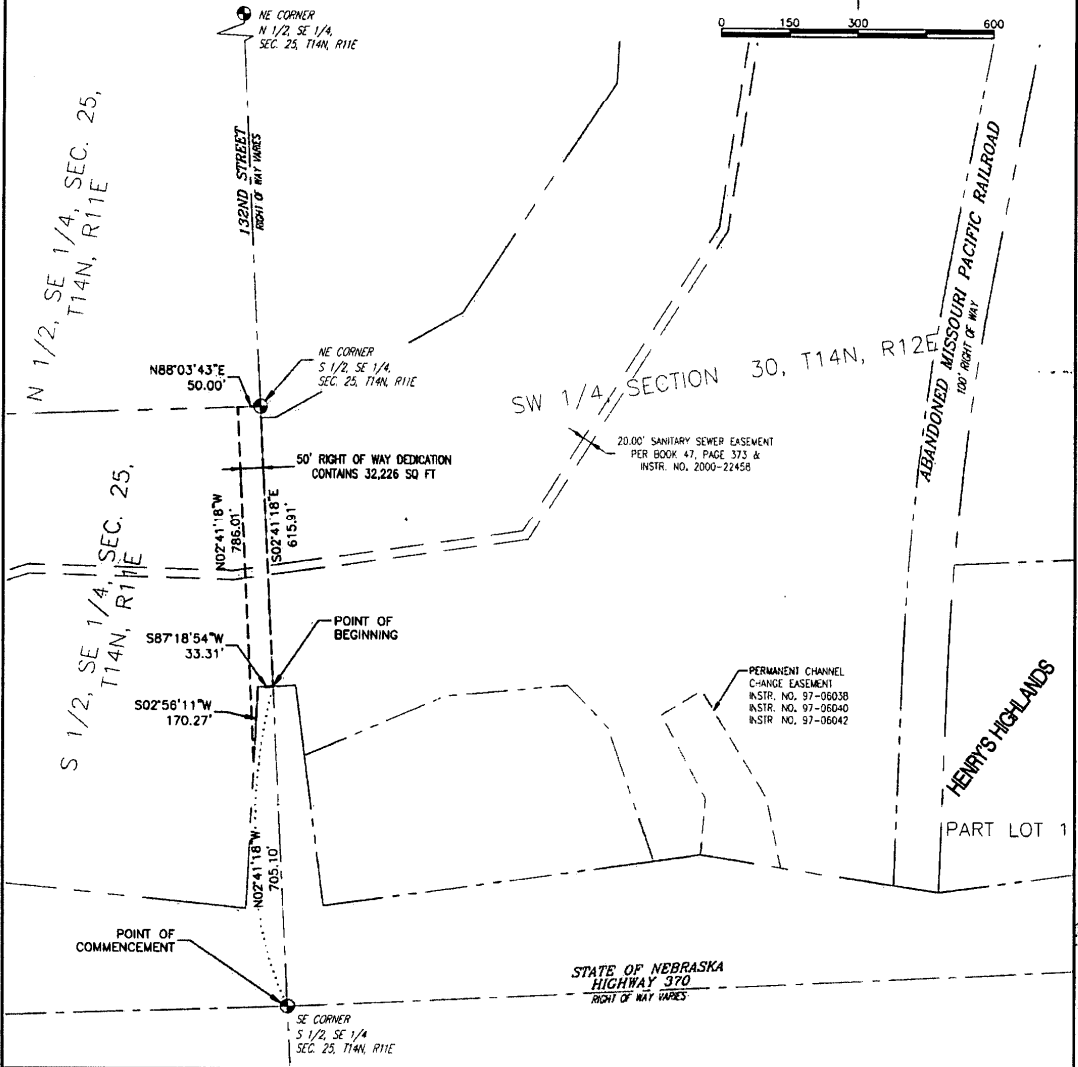 NE CORNER
N 1/2, SE 1/4,
SEC. 25, T14N, R11E
0 150 300 600
N 1/2, SE 1/4, SEC. 25,
T14N, R11E
132ND STREET
RIGHT OF WAY VARIES
ABANDONED MISSOURI PACIFIC RAILROAD
100' RIGHT OF WAY
NE CORNER
S 1/2, SE 1/4,
SEC. 25, T14N, R11E
N88°03'43"E
50.00'
SW 1/4, SECTION 30, T14N, R12E
20.00' SANITARY SEWER EASEMENT
PER BOOK 47, PAGE 373 &
INSTR. NO. 2000-22458
50' RIGHT OF WAY DEDICATION
CONTAINS 32,226 SQ FT
N02°41'18"W
786.01'
S02°41'18"E
615.91'
S 1/2, SE 1/4, SEC. 25,
T14N, R11E
POINT OF
BEGINNING
S87°18'54"W
33.31'
S02°56'11"W
170.27'
PERMANENT CHANNEL
CHANGE EASEMENT
INSTR. NO. 97-06038
INSTR. NO. 97-06040
INSTR. NO. 97-06042
HENRY'S HIGHLANDS
PART LOT 1
N02°41'18"W
705.10'
POINT OF
COMMENCEMENT
STATE OF NEBRASKA
HIGHWAY 370
RIGHT OF WAY VARIES
SE CORNER
S 1/2, SE 1/4
SEC. 25, T14N, R11E